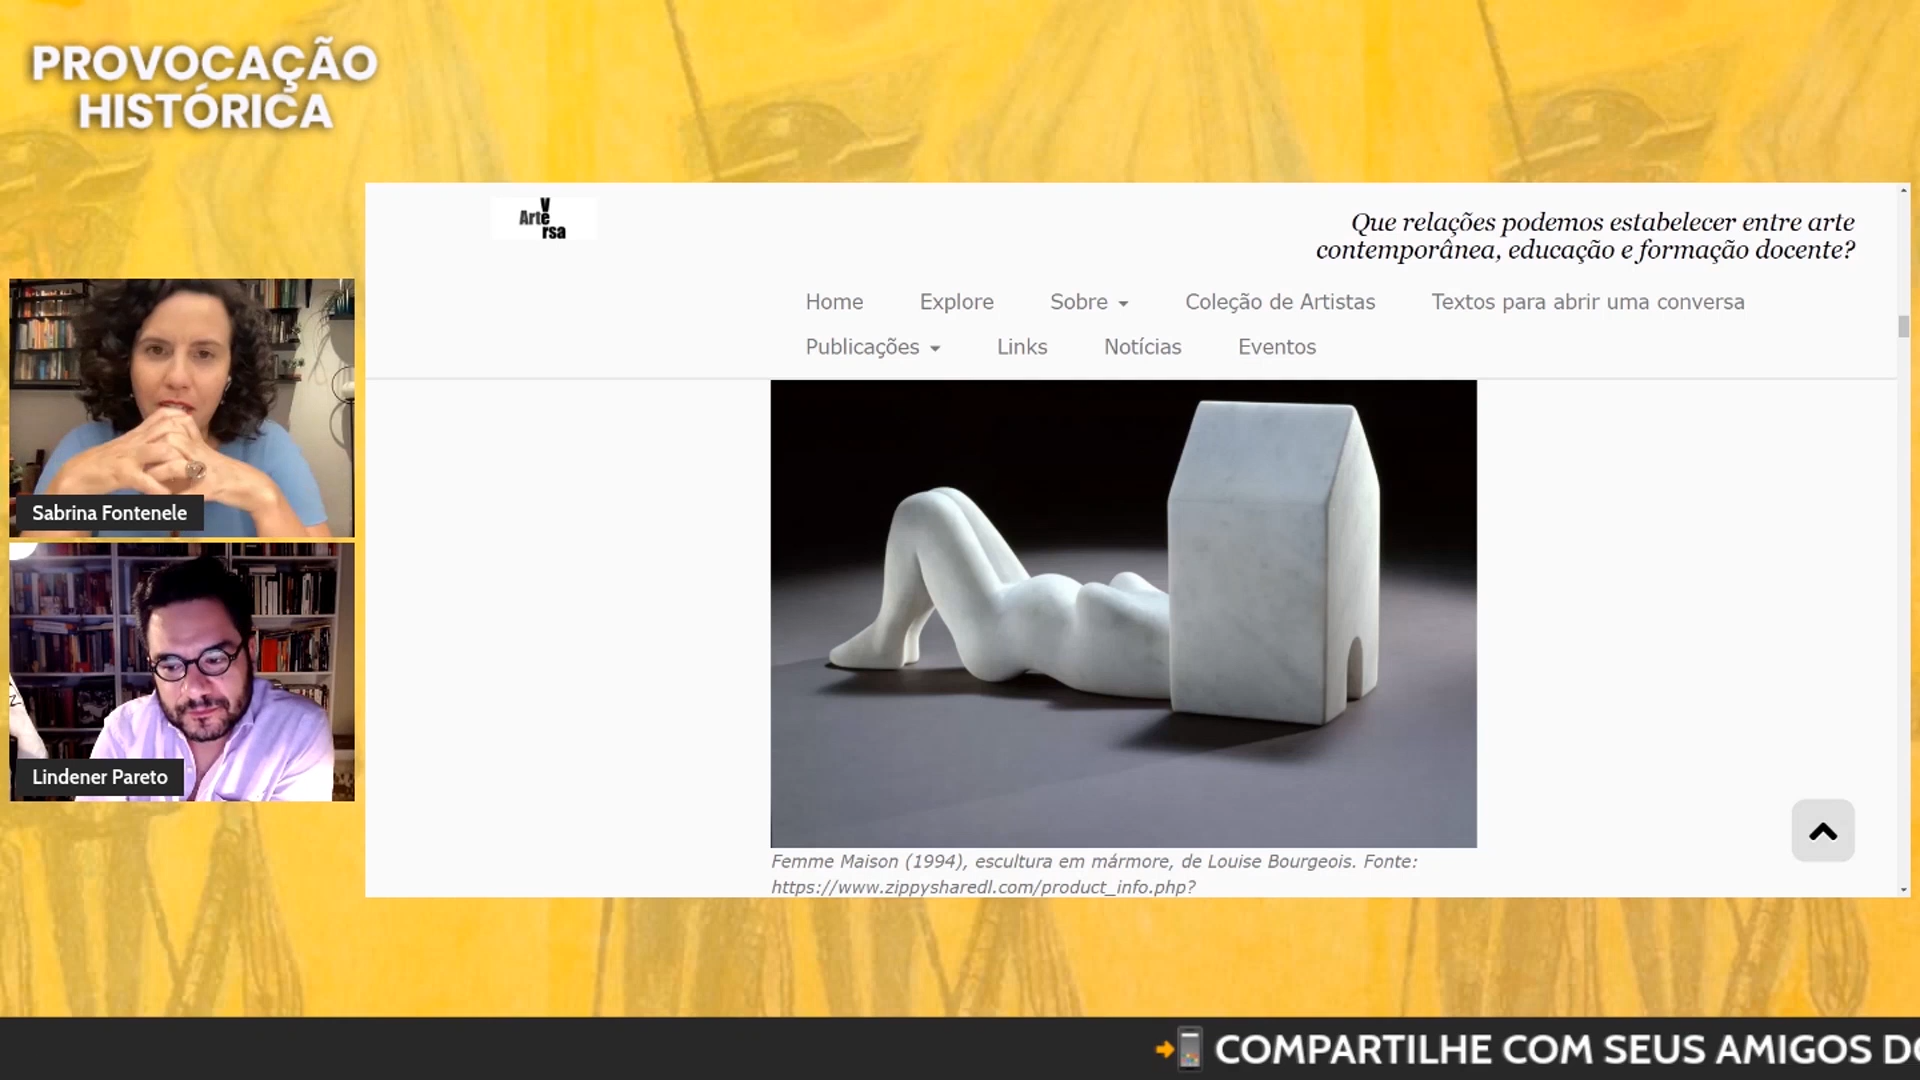 PROVOCAÇÃO
HISTÓRICA
Arte
Versa
Que relações podemos estabelecer entre arte
contemporânea, educação e formação docente?
Home Explore Sobre Coleção de Artistas Textos para abrir uma conversa
Publicações Links Notícias Eventos
Sabrina Fontenele
Lindener Pareto
Femme Maison (1994), escultura em mármore, de Louise Bourgeois. Fonte:
https://www.zippysharedl.com/product_info.php?
COMPARTILHE COM SEUS AMIGOS